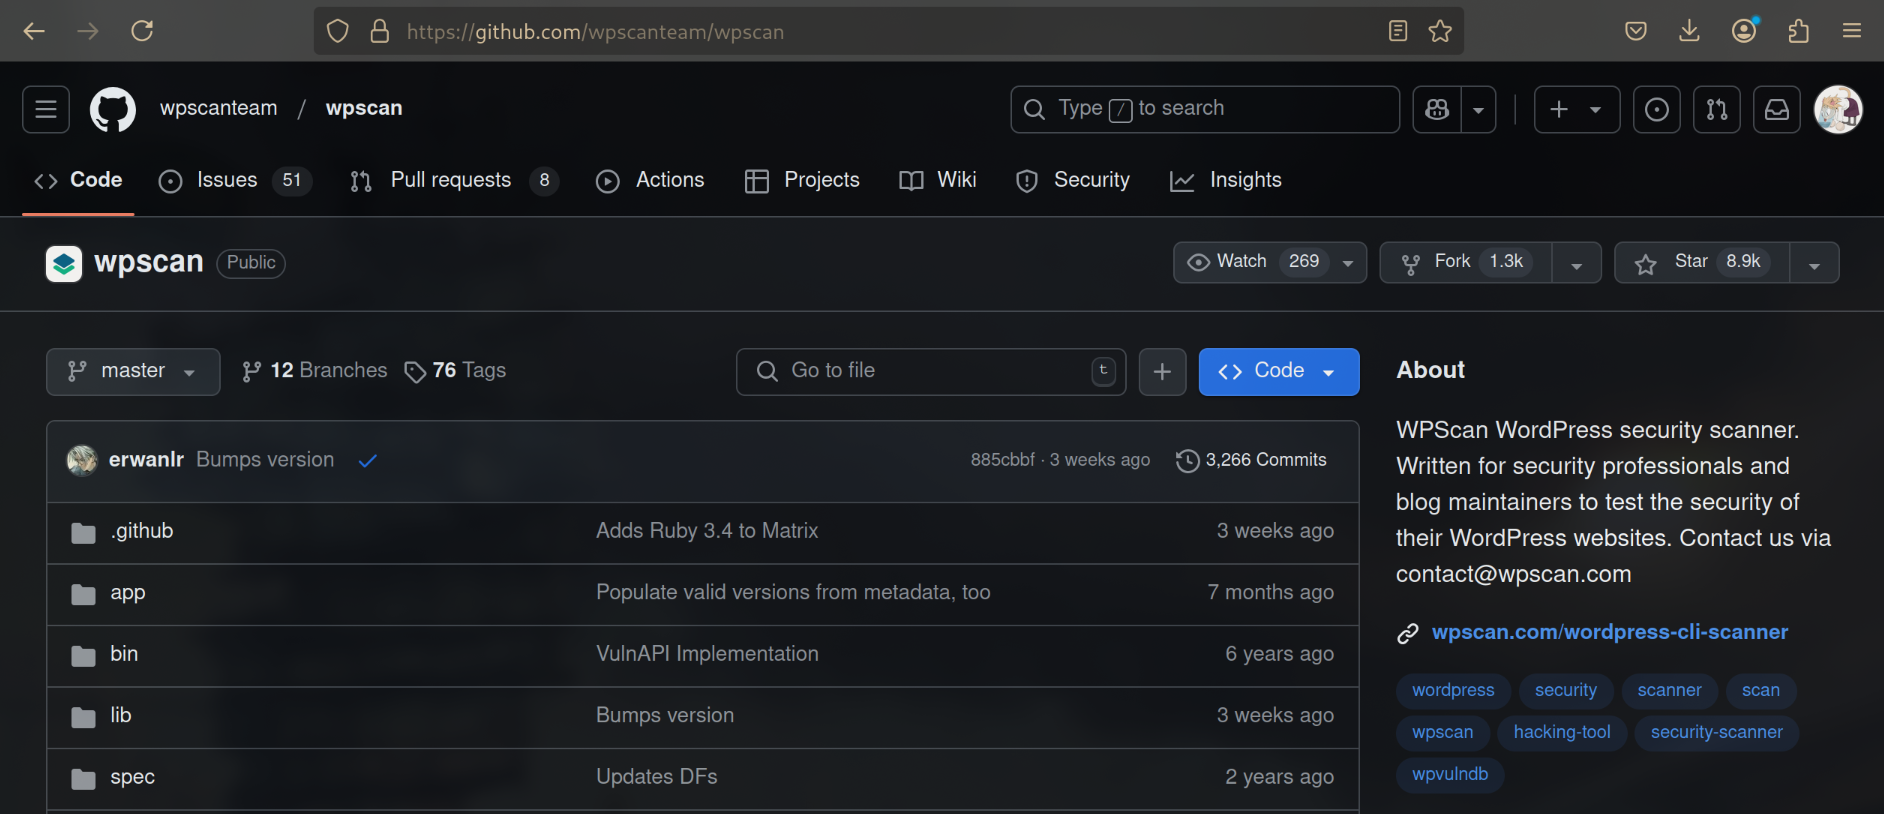 https://github.com/wpscanteam/wpscan
wpscanteam / wpscan
Type / to search
Code
Issues 51
Pull requests 8
Actions
Projects
Wiki
Security
Insights
wpscan Public
Watch 269
Fork 1.3k
Star 8.9k
master
12 Branches
76 Tags
Go to file t
Code
erwanlr Bumps version
885cbbf · 3 weeks ago
3,266 Commits
.github Adds Ruby 3.4 to Matrix 3 weeks ago
app Populate valid versions from metadata, too 7 months ago
bin VulnAPI Implementation 6 years ago
lib Bumps version 3 weeks ago
spec Updates DFs 2 years ago
About
WPScan WordPress security scanner.
Written for security professionals and
blog maintainers to test the security of
their WordPress websites. Contact us via
contact@wpscan.com
wpscan.com/wordpress-cli-scanner
wordpress security scanner scan
wpscan hacking-tool security-scanner
wpvulndb